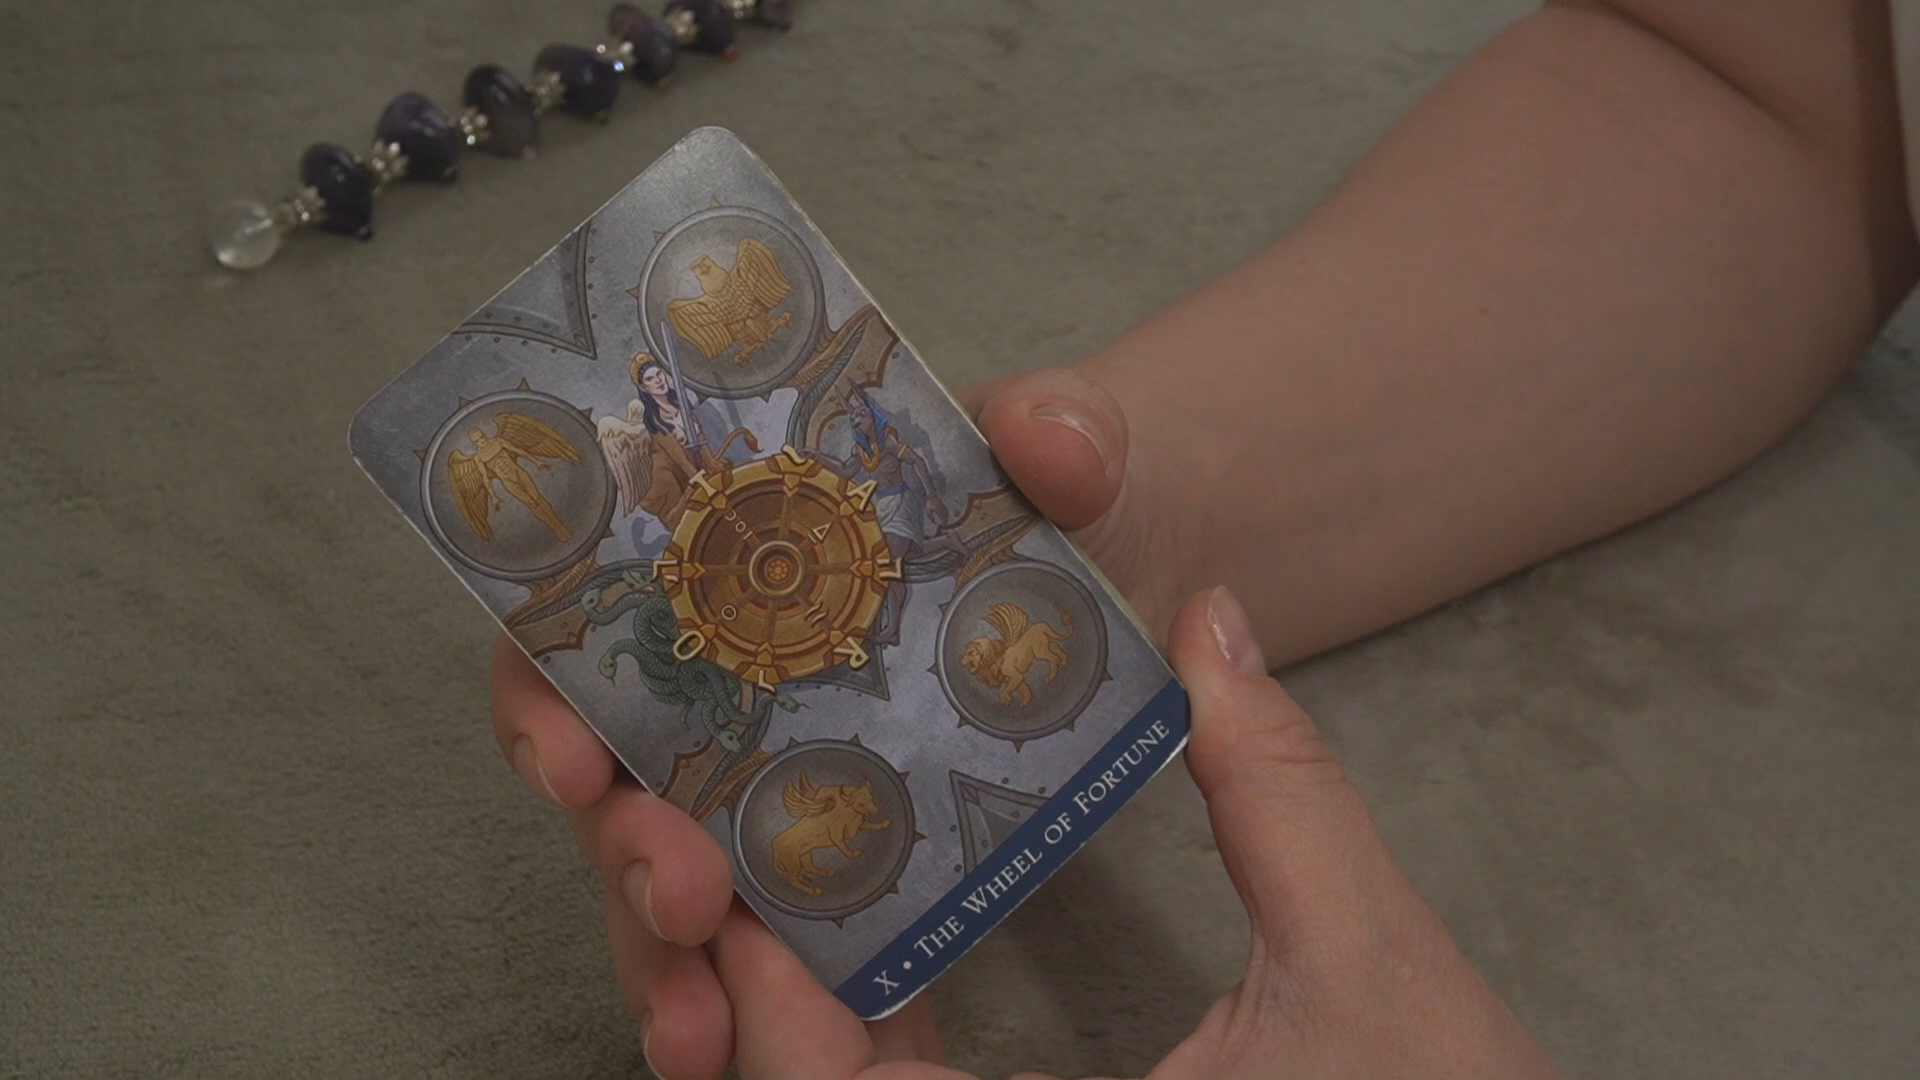 T
A
R
O
X • THE WHEEL OF FORTUNE